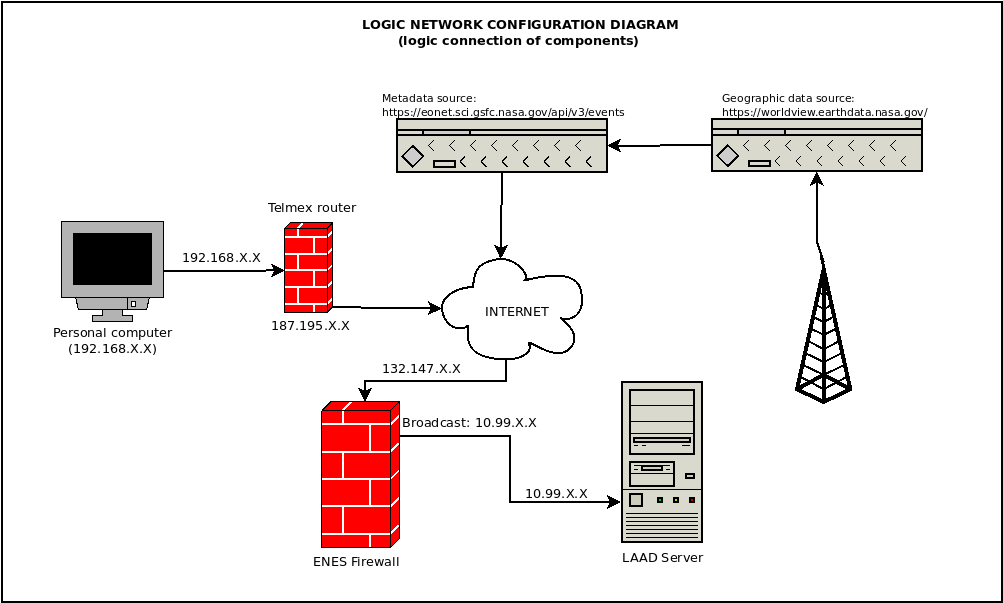 LOGIC NETWORK CONFIGURATION DIAGRAM
(logic connection of components)
Metadata source:
https://eonet.sci.gsfc.nasa.gov/api/v3/events
Geographic data source:
https://worldview.earthdata.nasa.gov/
Telmex router
192.168.X.X
Personal computer
(192.168.X.X)
187.195.X.X
INTERNET
132.147.X.X
Broadcast: 10.99.X.X
10.99.X.X
ENES Firewall
LAAD Server